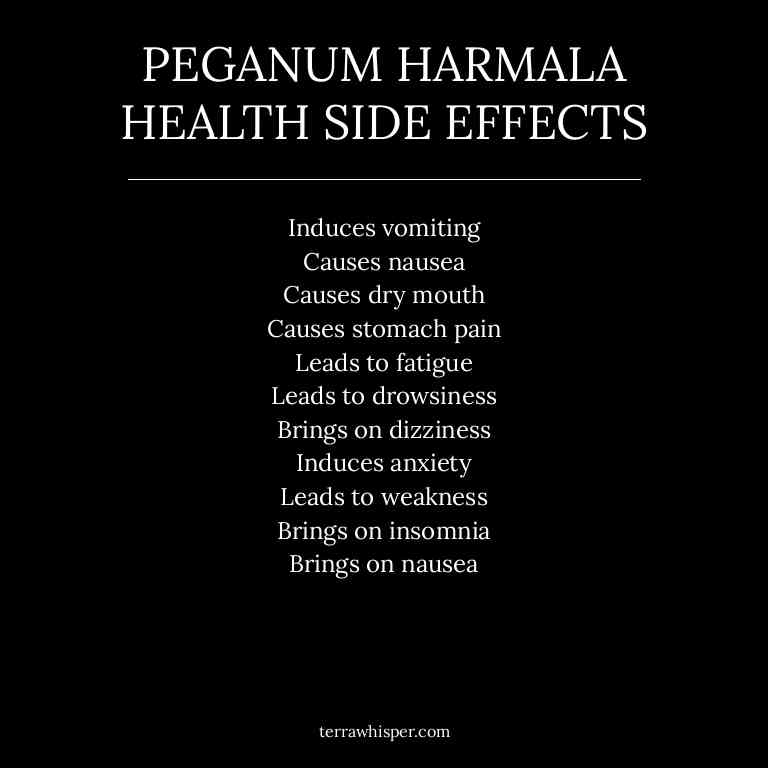 PEGANUM HARMALA
HEALTH SIDE EFFECTS
Induces vomiting
Causes nausea
Causes dry mouth
Causes stomach pain
Leads to fatigue
Leads to drowsiness
Brings on dizziness
Induces anxiety
Leads to weakness
Brings on insomnia
Brings on nausea
terrawhisper.com